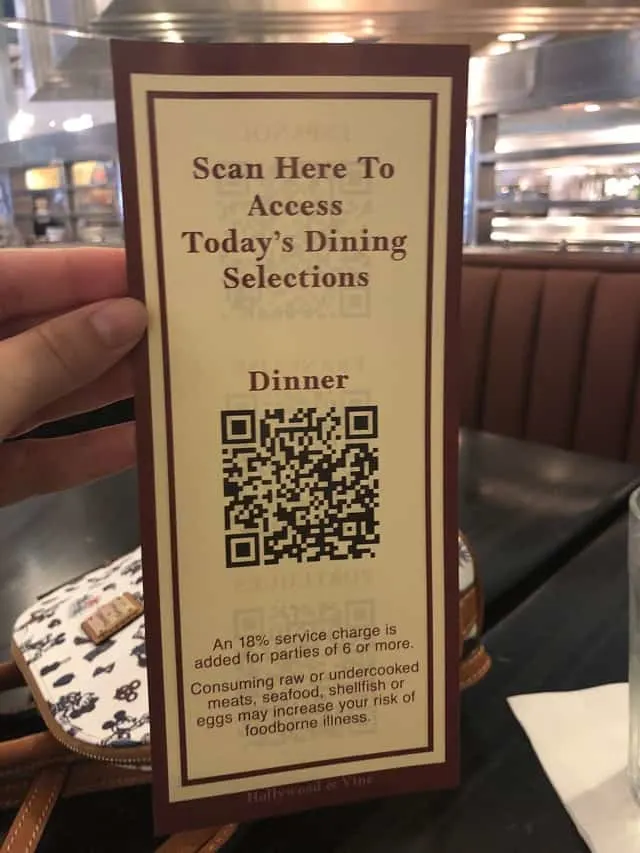 Scan Here To
Access
Today's Dining
Selections
Dinner
An 18% service charge is
added for parties of 6 or more.
Consuming raw or undercooked
meats, seafood, shellfish or
eggs may increase your risk of
foodborne illness.
Hollywood & Vine